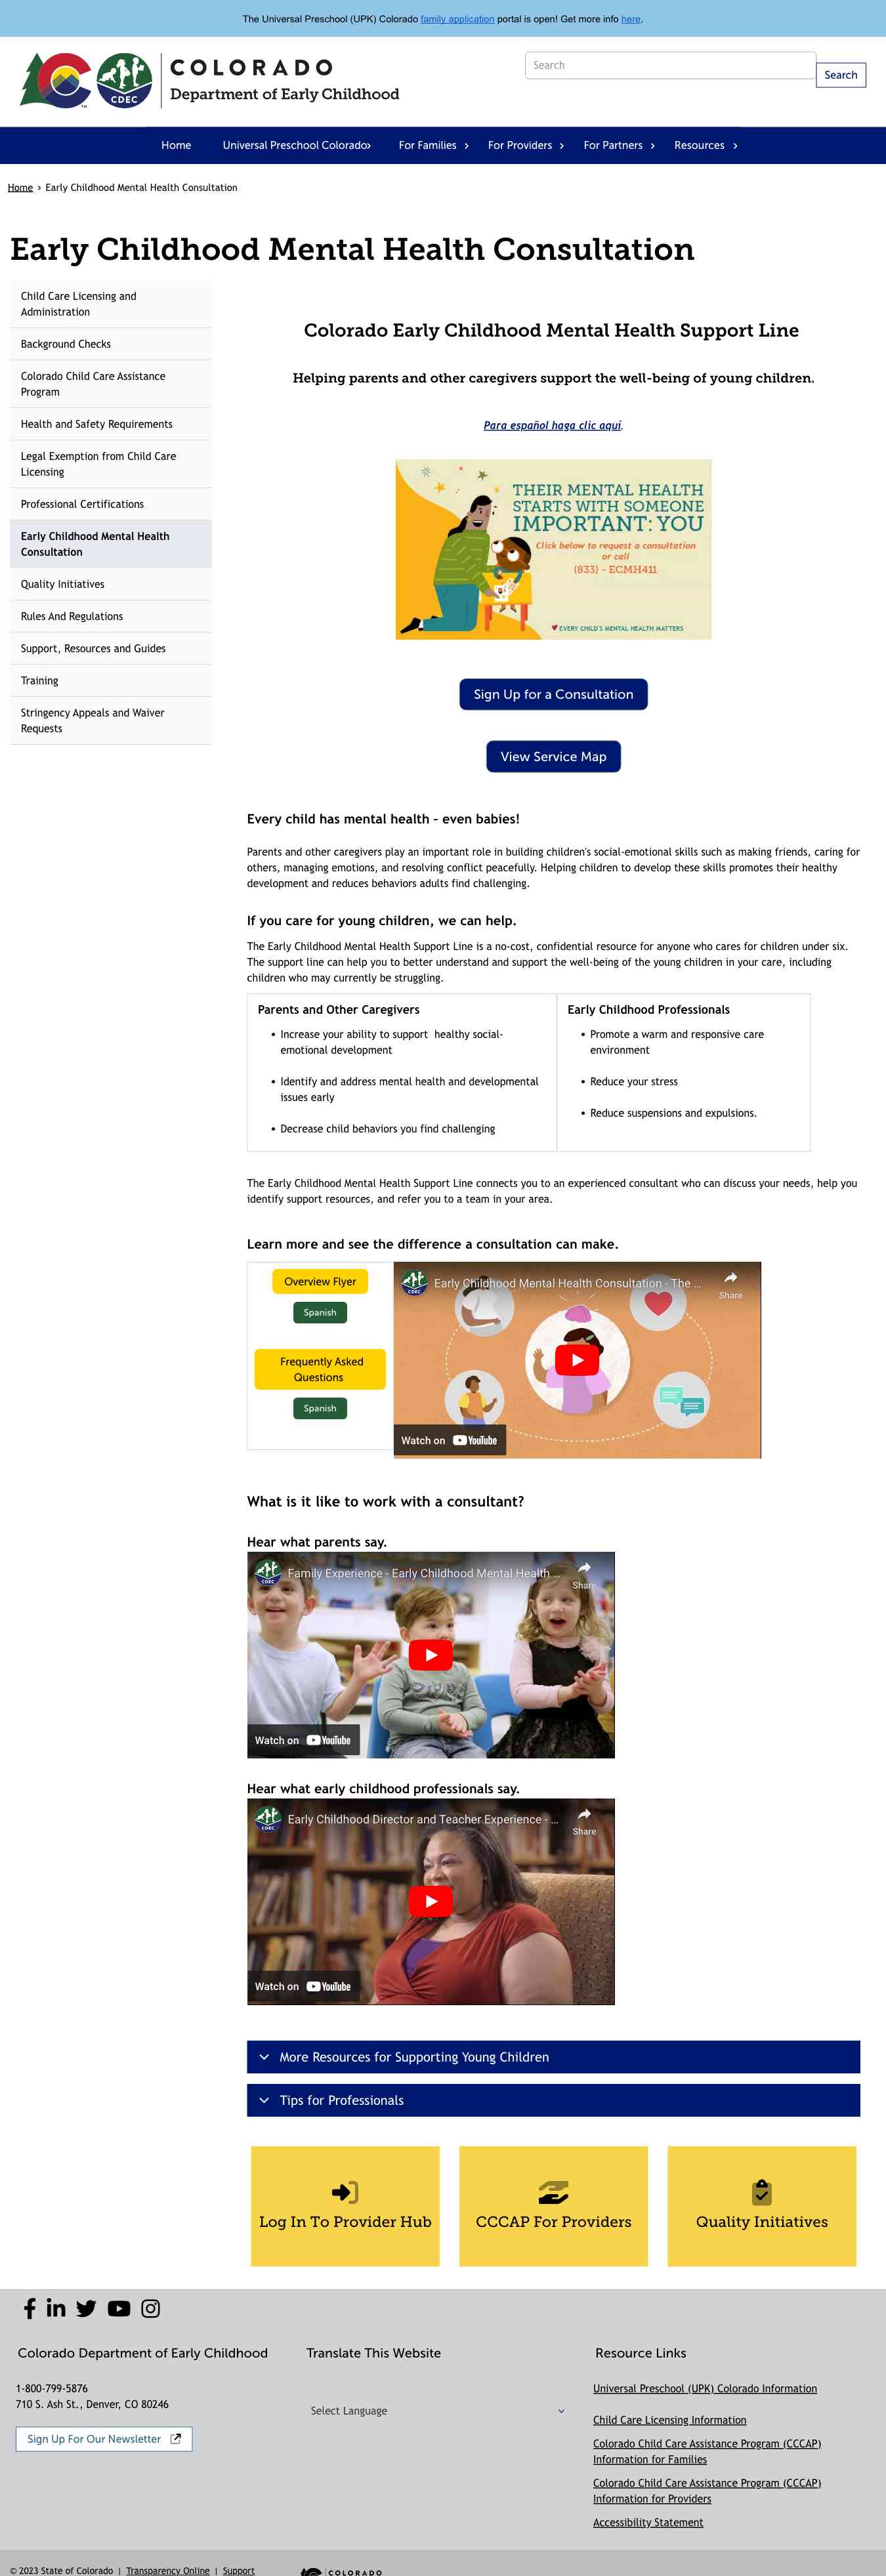 The Universal Preschool (UPK) Colorado family application portal is open! Get more info here.
COLORADO
Department of Early Childhood
CDEC
TM
Search
Search
Home
Universal Preschool Colorado
For Families
For Providers
For Partners
Resources
Home › Early Childhood Mental Health Consultation
Early Childhood Mental Health Consultation
Child Care Licensing and
Administration
Background Checks
Colorado Child Care Assistance
Program
Health and Safety Requirements
Legal Exemption from Child Care
Licensing
Professional Certifications
Early Childhood Mental Health
Consultation
Quality Initiatives
Rules And Regulations
Support, Resources and Guides
Training
Stringency Appeals and Waiver
Requests
Colorado Early Childhood Mental Health Support Line
Helping parents and other caregivers support the well-being of young children.
Para español haga clic aquí.
THEIR MENTAL HEALTH
STARTS WITH SOMEONE
IMPORTANT: YOU
Click below to request a consultation
or call
(833) - ECMH411
EVERY CHILD'S MENTAL HEALTH MATTERS
Sign Up for a Consultation
View Service Map
Every child has mental health - even babies!
Parents and other caregivers play an important role in building children's social-emotional skills such as making friends, caring for
others, managing emotions, and resolving conflict peacefully. Helping children to develop these skills promotes their healthy
development and reduces behaviors adults find challenging.
If you care for young children, we can help.
The Early Childhood Mental Health Support Line is a no-cost, confidential resource for anyone who cares for children under six.
The support line can help you to better understand and support the well-being of the young children in your care, including
children who may currently be struggling.
Parents and Other Caregivers
• Increase your ability to support healthy social-
emotional development
• Identify and address mental health and developmental
issues early
• Decrease child behaviors you find challenging
Early Childhood Professionals
• Promote a warm and responsive care
environment
• Reduce your stress
• Reduce suspensions and expulsions.
The Early Childhood Mental Health Support Line connects you to an experienced consultant who can discuss your needs, help you
identify support resources, and refer you to a team in your area.
Learn more and see the difference a consultation can make.
Overview Flyer
Spanish
Frequently Asked
Questions
Spanish
CDEC
Early Childhood Mental Health Consultation - The ...
Share
Watch on YouTube
What is it like to work with a consultant?
Hear what parents say.
CDEC
Family Experience - Early Childhood Mental Health ...
Share
Watch on YouTube
Hear what early childhood professionals say.
CDEC
Early Childhood Director and Teacher Experience - ...
Share
Watch on YouTube
More Resources for Supporting Young Children
Tips for Professionals
Log In To Provider Hub
CCCAP For Providers
Quality Initiatives
Colorado Department of Early Childhood
1-800-799-5876
710 S. Ash St., Denver, CO 80246
Sign Up For Our Newsletter
Translate This Website
Select Language
Resource Links
Universal Preschool (UPK) Colorado Information
Child Care Licensing Information
Colorado Child Care Assistance Program (CCCAP)
Information for Families
Colorado Child Care Assistance Program (CCCAP)
Information for Providers
Accessibility Statement
© 2023 State of Colorado | Transparency Online | Support
COLORADO